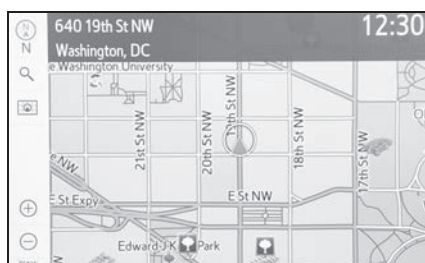 640 19th St NW
12:30
Washington, DC
N
e Washington University
21st St NW
20th St NW
19th St NW
18th St NW
17th St NW
e NW
E St Expy
E St NW
Edward J K Park